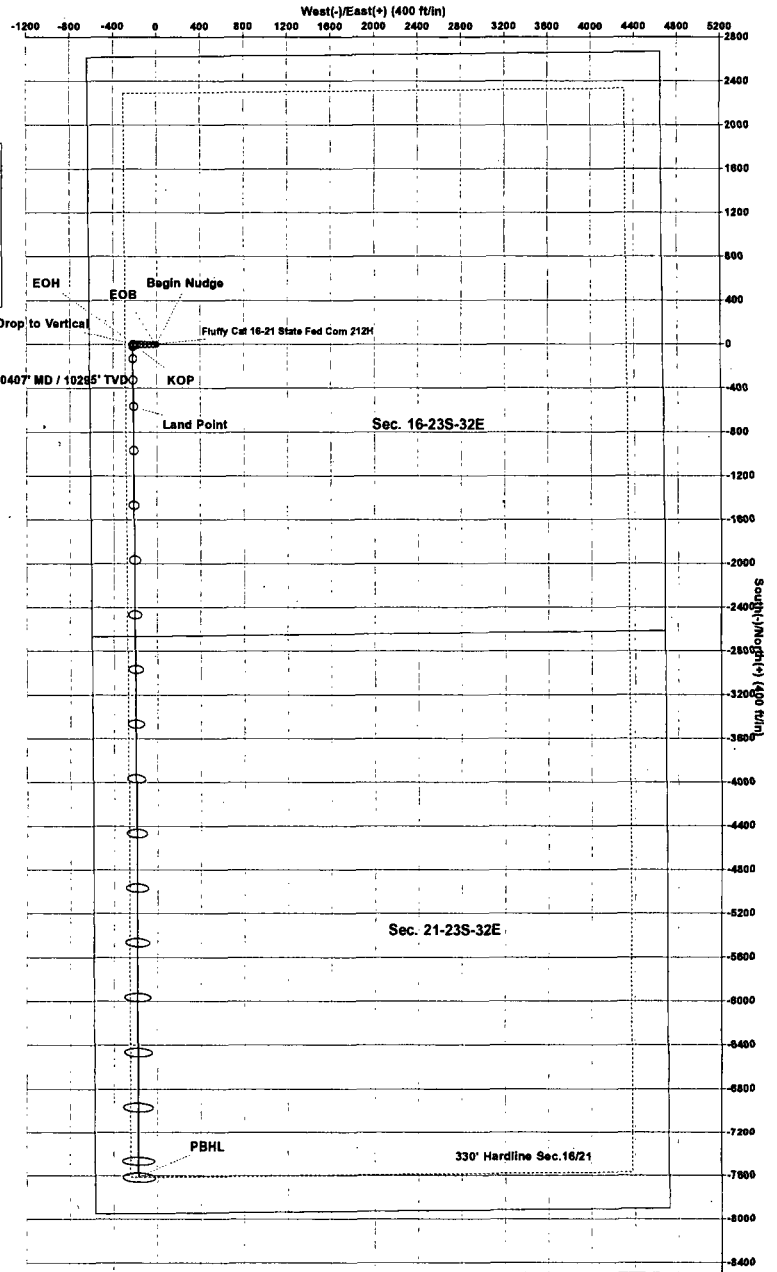 West(-)/East(+) (400 ft/in)
-1200 -800 -400 0 400 800 1200 1600 2000 2400 2800 3200 3600 4000 4400 4800 5200
2800
2400
2000
1600
1200
800
EOH
EOB
Begin Nudge
400
Drop to Vertical
Fluffy Cat 16-21 State Fed Com 212H
0
0407' MD / 10295' TVD
KOP
-400
Land Point
Sec. 16-23S-32E
-800
-1200
-1600
-2000
-2400
South(-)/North(+) (400 ft/in)
-2800
-3200
-3600
-4000
-4400
-4800
-5200
Sec. 21-23S-32E
-5600
-6000
-6400
-6800
-7200
PBHL
330' Hardline Sec.16/21
-7600
-8000
-8400